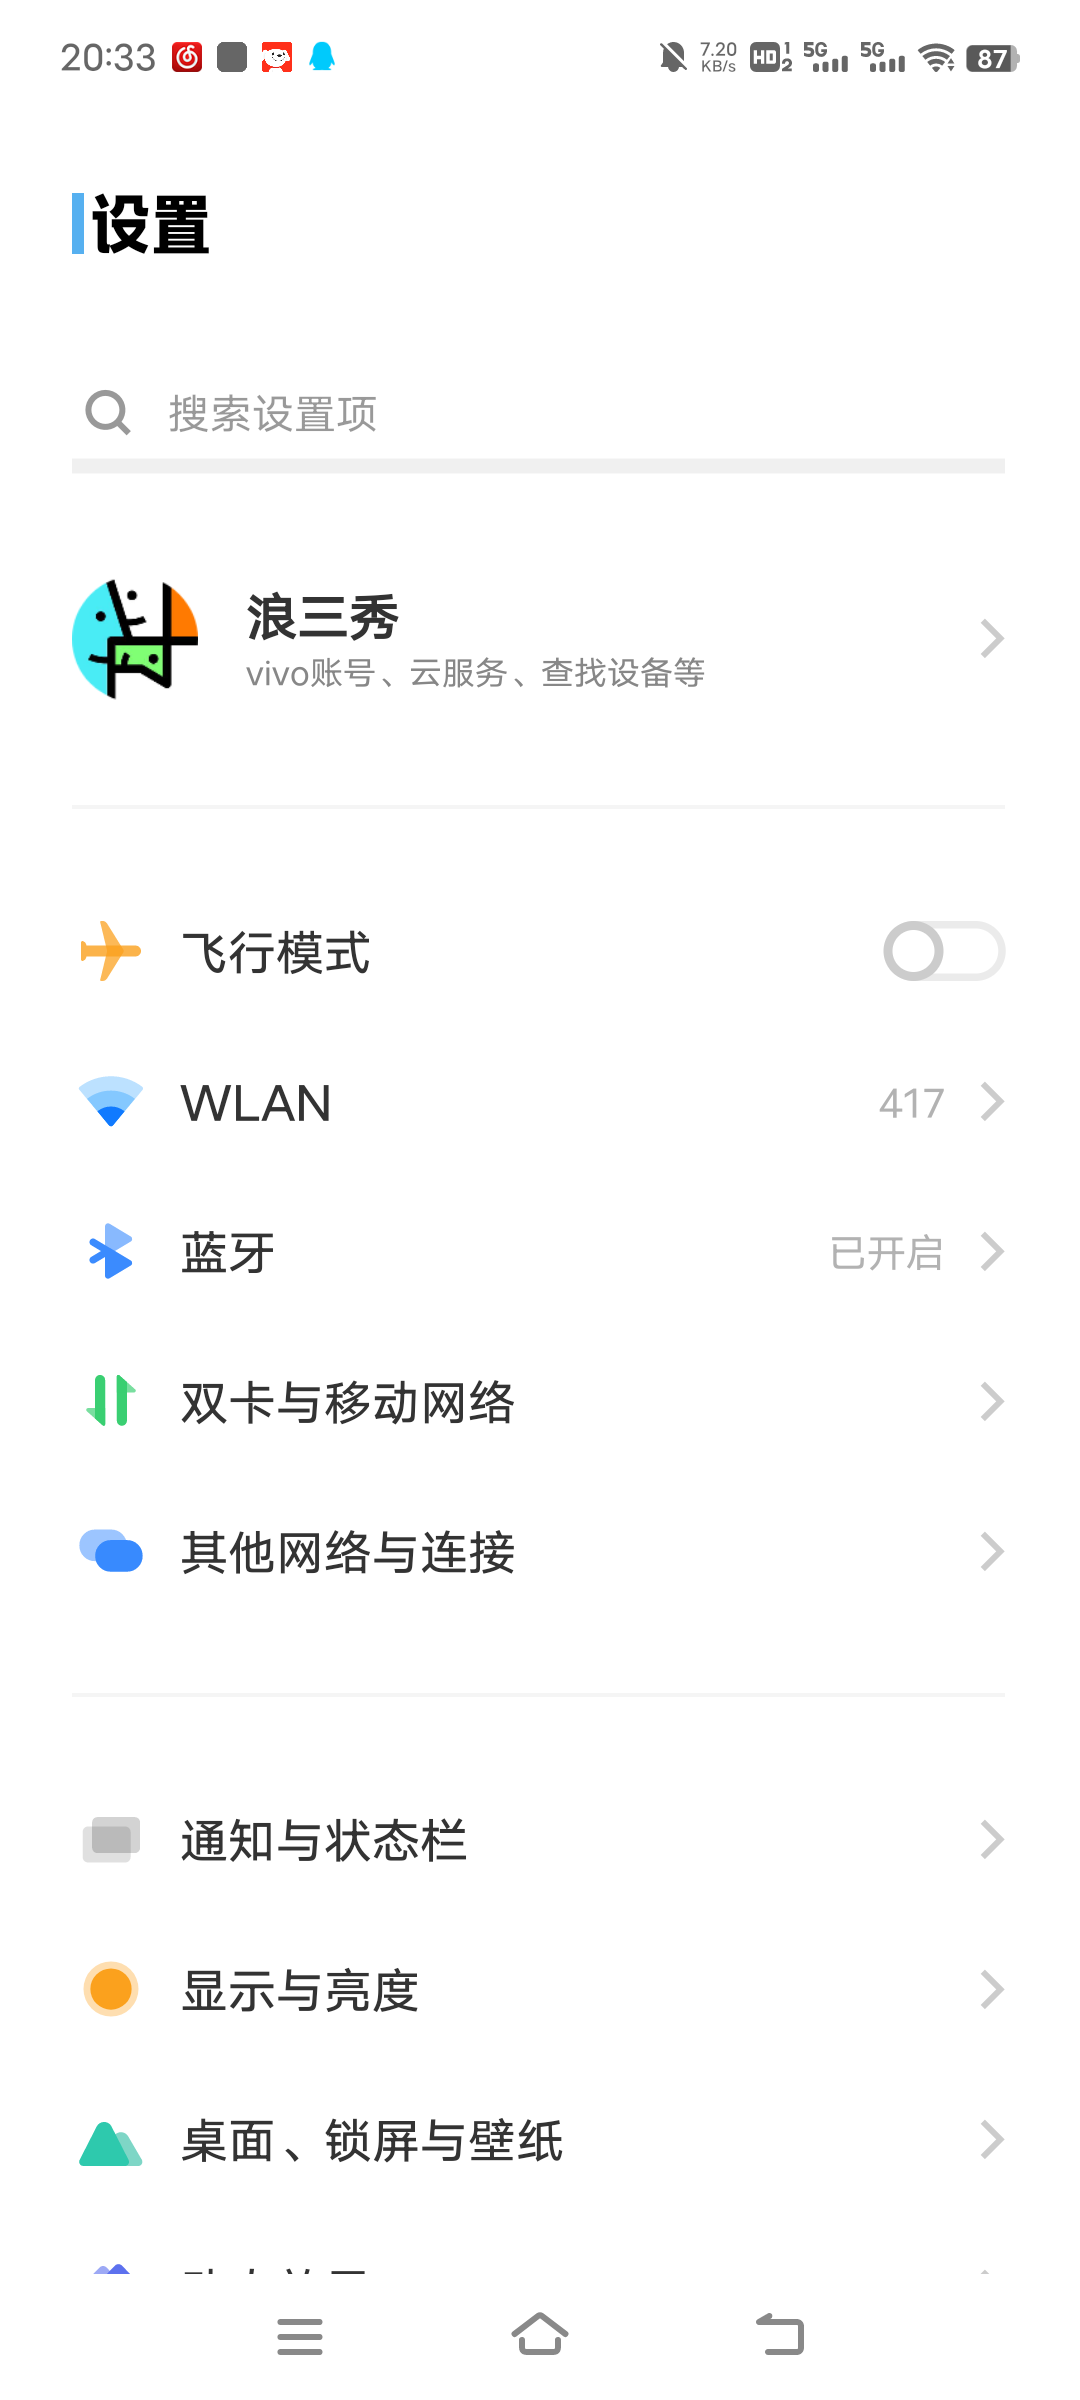 20:33 7.20 KB/s HD 1 2 5G 5G 87
设置
搜索设置项
浪三秀
vivo账号、云服务、查找设备等
飞行模式
WLAN 417
蓝牙 已开启
双卡与移动网络
其他网络与连接
通知与状态栏
显示与亮度
桌面、锁屏与壁纸